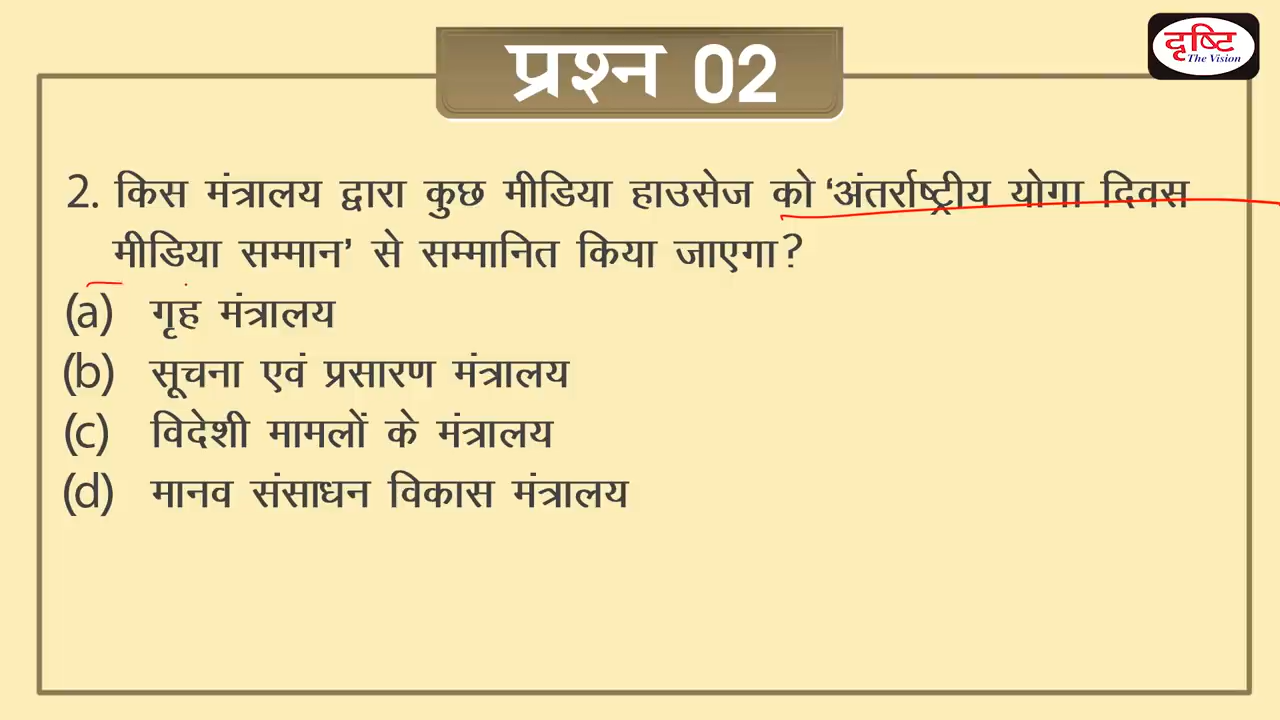 दृष्टि
The Vision
प्रश्न 02
2. किस मंत्रालय द्वारा कुछ मीडिया हाउसेज को ‘अंतर्राष्ट्रीय योगा दिवस
मीडिया सम्मान’ से सम्मानित किया जाएगा?
(a) गृह मंत्रालय
(b) सूचना एवं प्रसारण मंत्रालय
(c) विदेशी मामलों के मंत्रालय
(d) मानव संसाधन विकास मंत्रालय